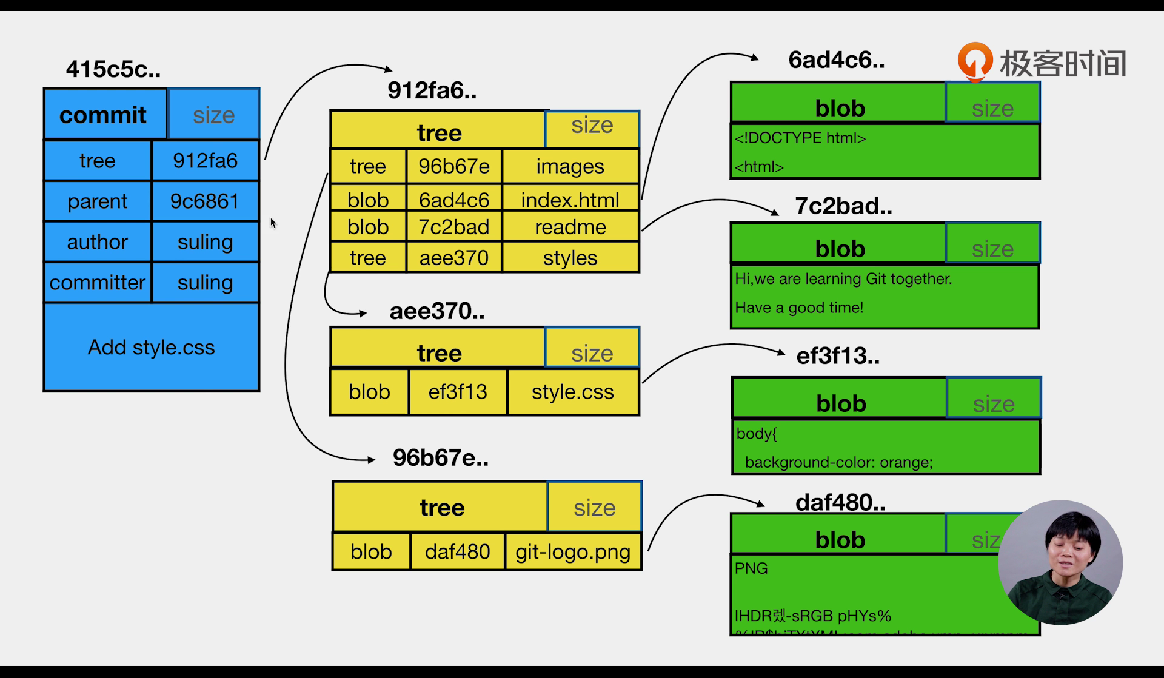 极客时间
415c5c..
commit size
tree 912fa6
parent 9c6861
author suling
committer suling
Add style.css
912fa6..
tree size
tree 96b67e images
blob 6ad4c6 index.html
blob 7c2bad readme
tree aee370 styles
aee370..
tree size
blob ef3f13 style.css
96b67e..
tree size
blob daf480 git-logo.png
6ad4c6..
blob size
<!DOCTYPE html>
<html>
7c2bad..
blob size
Hi,we are learning Git together.
Have a good time!
ef3f13..
blob size
body{
background-color: orange;
daf480..
blob siz
PNG
pHYs%